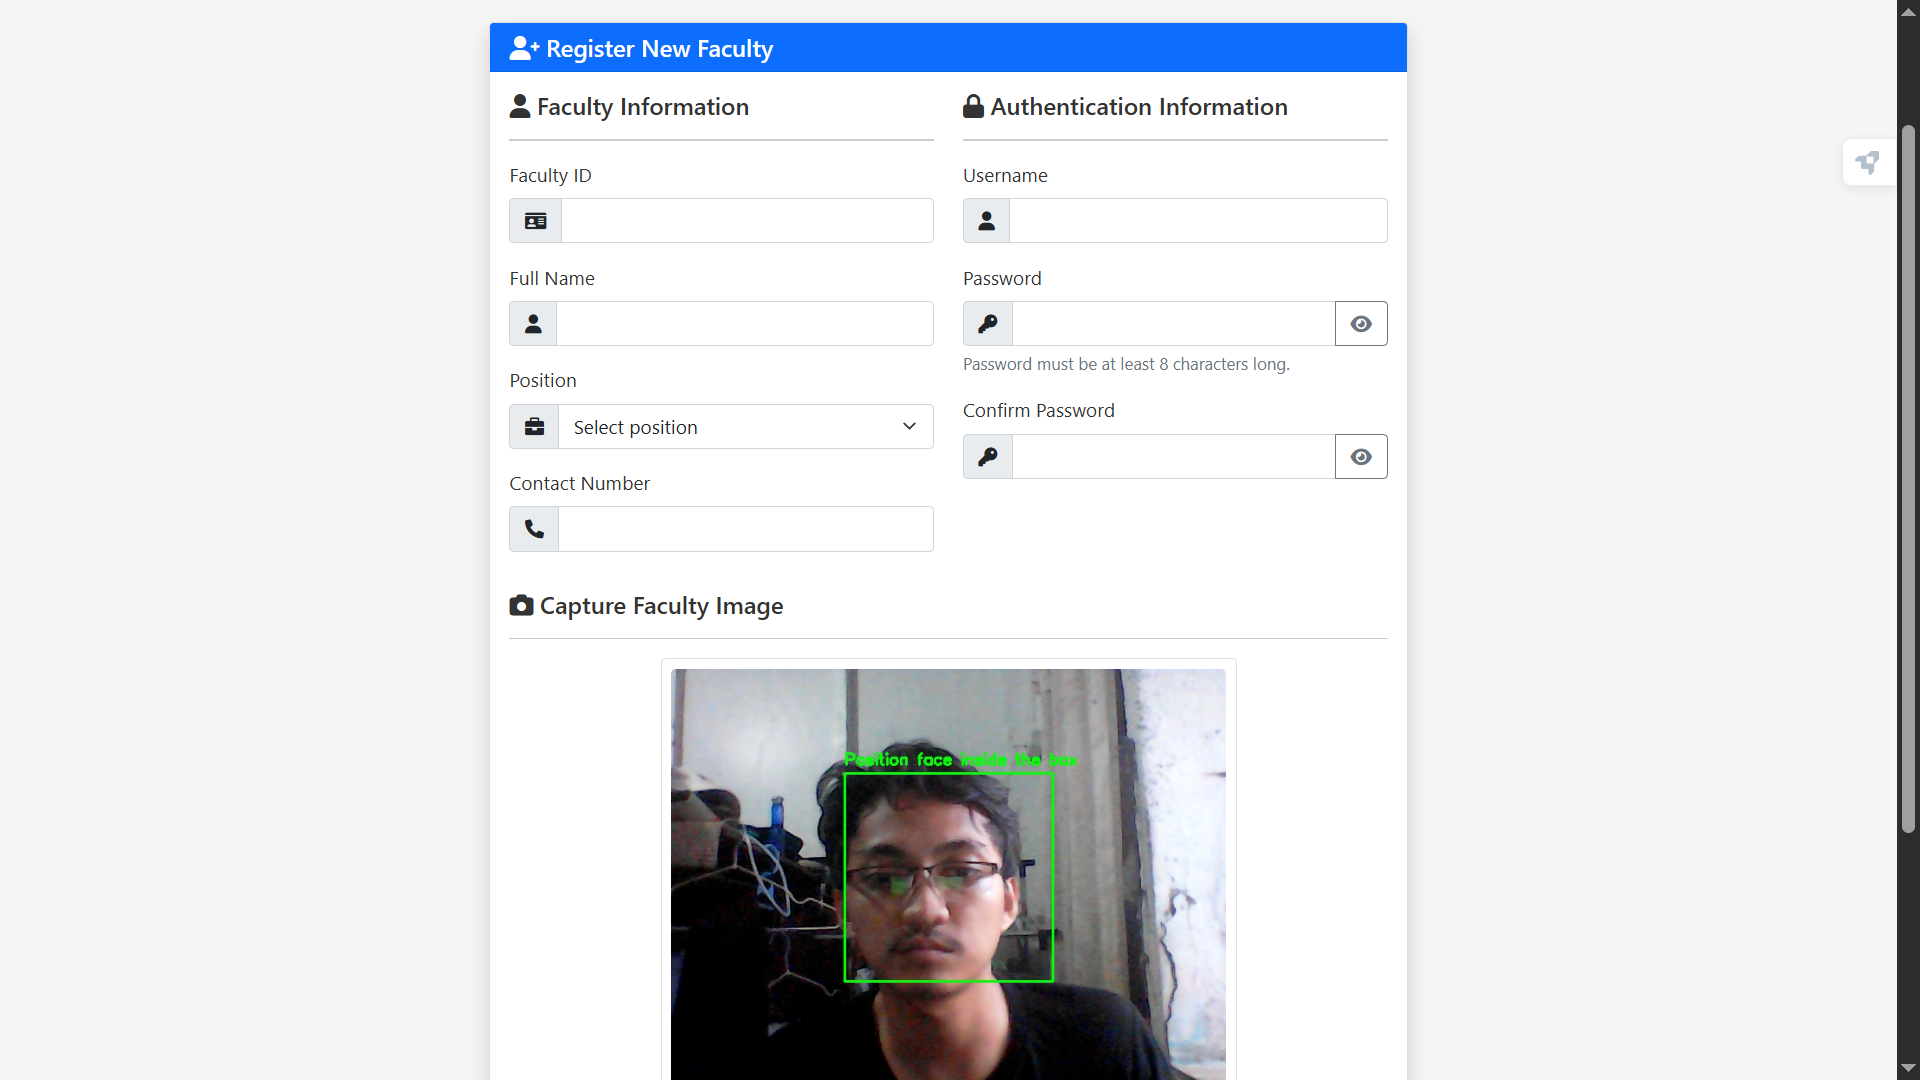 Register New Faculty
Faculty Information
Faculty ID
Full Name
Position
Select position
Contact Number
Authentication Information
Username
Password
Password must be at least 8 characters long.
Confirm Password
Capture Faculty Image
Position face inside the box